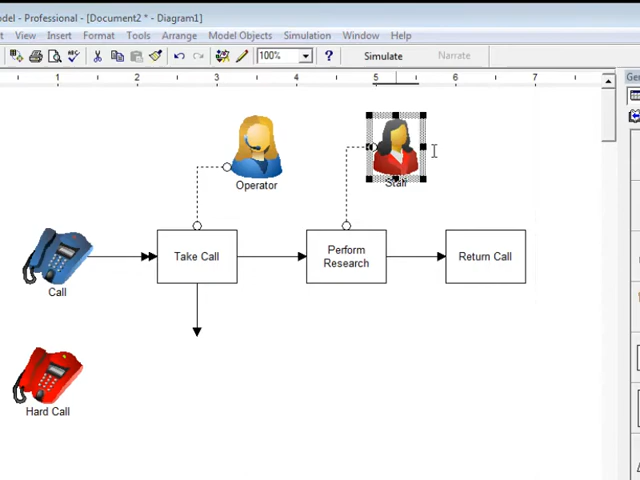 odel - Professional - [Document2 * - Diagram1]
t View Insert Format Tools Arrange Model Objects Simulation Window Help
100% ? Simulate Narrate
1 2 3 4 5 6 7
Ger
Operator
Staff
Take Call
Perform
Research
Return Call
Call
Hard Call